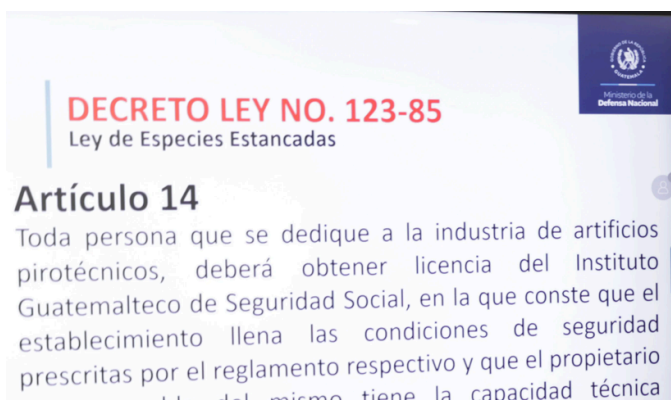 Ministerio de la
Defensa Nacional
DECRETO LEY NO. 123-85
Ley de Especies Estancadas
Artículo 14
Toda persona que se dedique a la industria de artificios
pirotécnicos, deberá obtener licencia del Instituto
Guatemalteco de Seguridad Social, en la que conste que el
establecimiento llena las condiciones de seguridad
prescritas por el reglamento respectivo y que el propietario
del mismo tiene la capacidad técnica